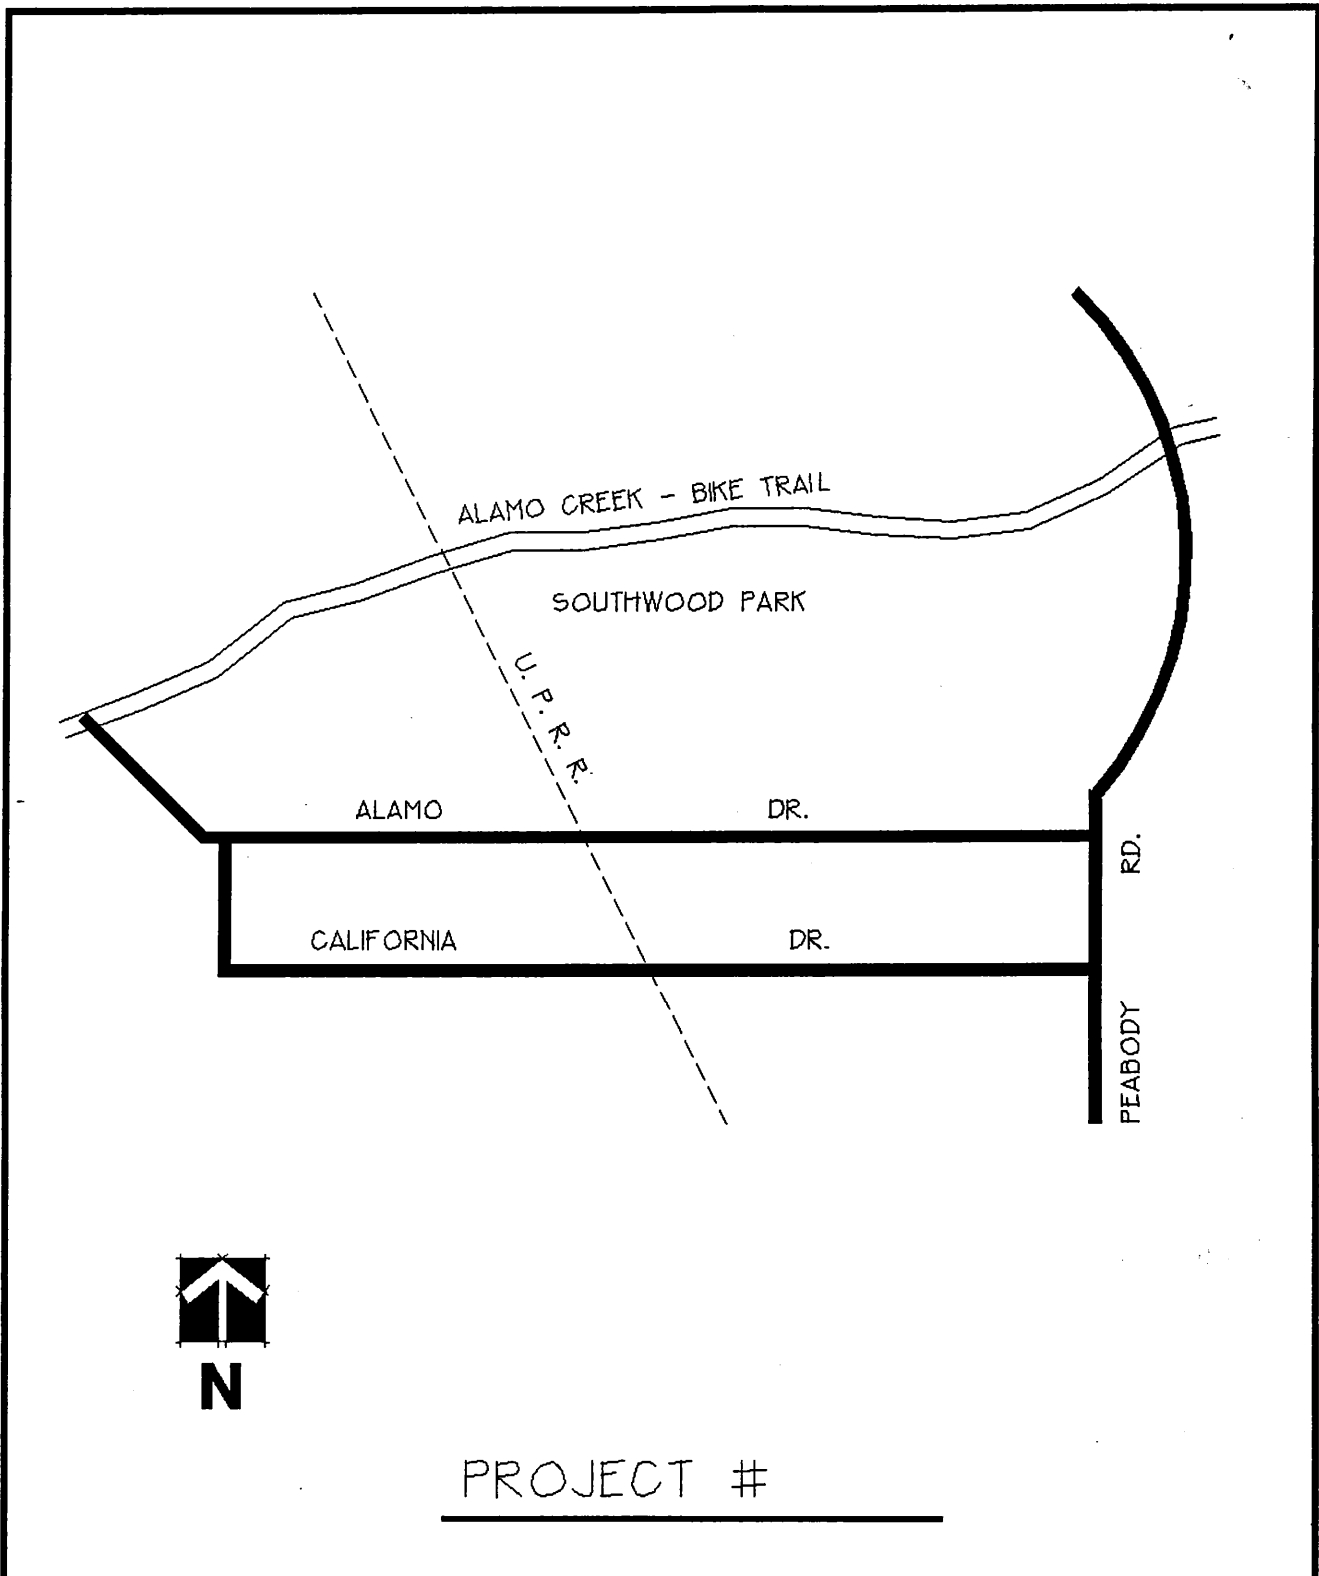 ALAMO CREEK - BIKE TRAIL
SOUTHWOOD PARK
U. P. R. R.
ALAMO DR.
CALIFORNIA DR.
PEABODY RD.
N
PROJECT #